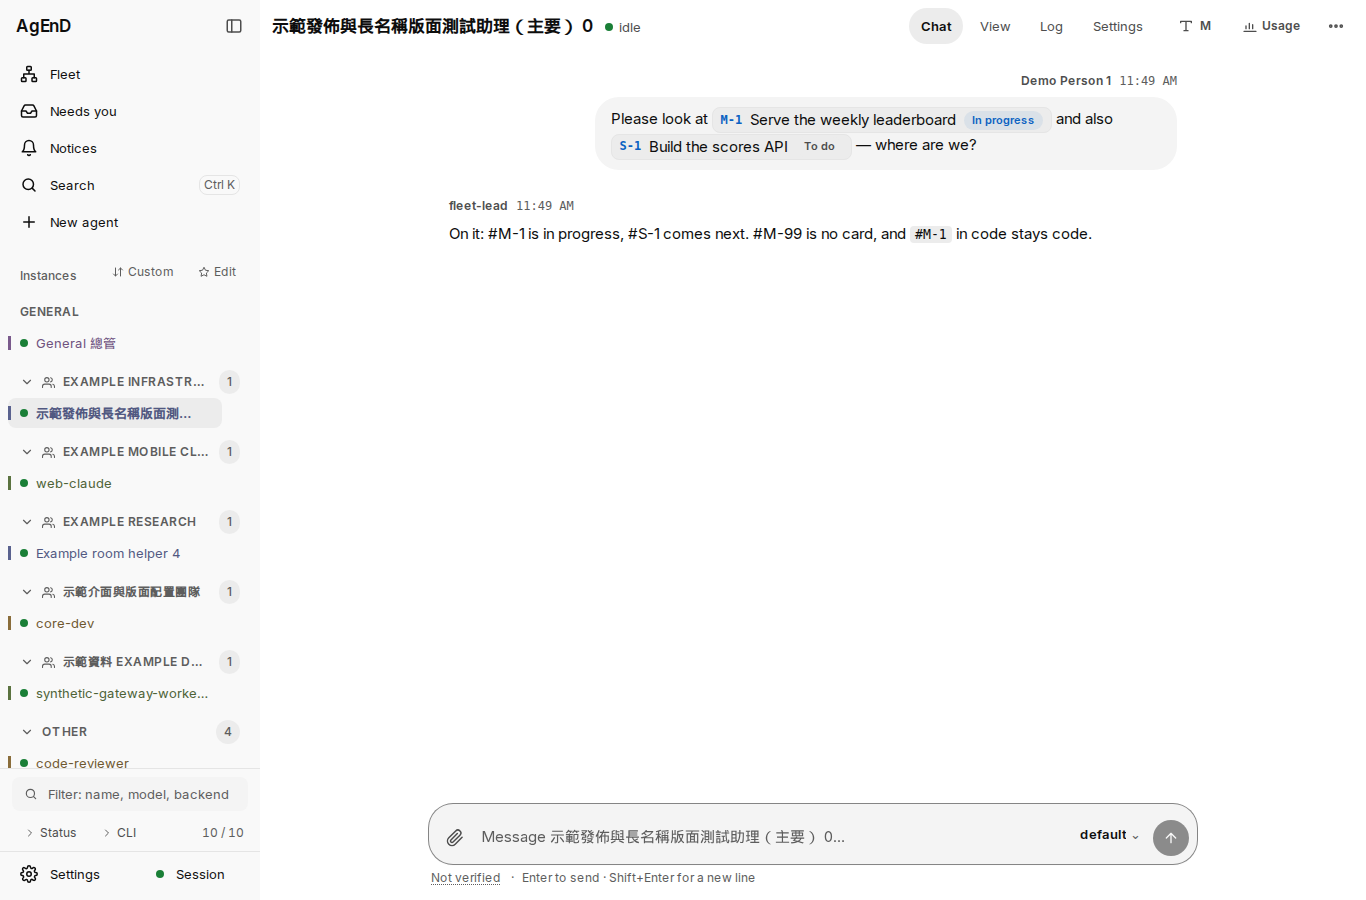 AgEnD
Fleet
Needs you
Notices
Search Ctrl K
New agent
Instances Custom Edit
GENERAL
General 總管
EXAMPLE INFRASTR... 1
示範發佈與長名稱版面測...
EXAMPLE MOBILE CL... 1
web-claude
EXAMPLE RESEARCH 1
Example room helper 4
示範介面與版面配置團隊 1
core-dev
示範資料 EXAMPLE D... 1
synthetic-gateway-worke...
OTHER 4
code-reviewer
Filter: name, model, backend
Status CLI 10 / 10
Settings Session
示範發佈與長名稱版面測試助理（主要）0 idle
Chat View Log Settings M Usage
Demo Person 1 11:49 AM
Please look at M-1 Serve the weekly leaderboard In progress and also
S-1 Build the scores API To do — where are we?
fleet-lead 11:49 AM
On it: #M-1 is in progress, #S-1 comes next. #M-99 is no card, and #M-1 in code stays code.
Message 示範發佈與長名稱版面測試助理（主要）0...
default
Not verified · Enter to send · Shift+Enter for a new line